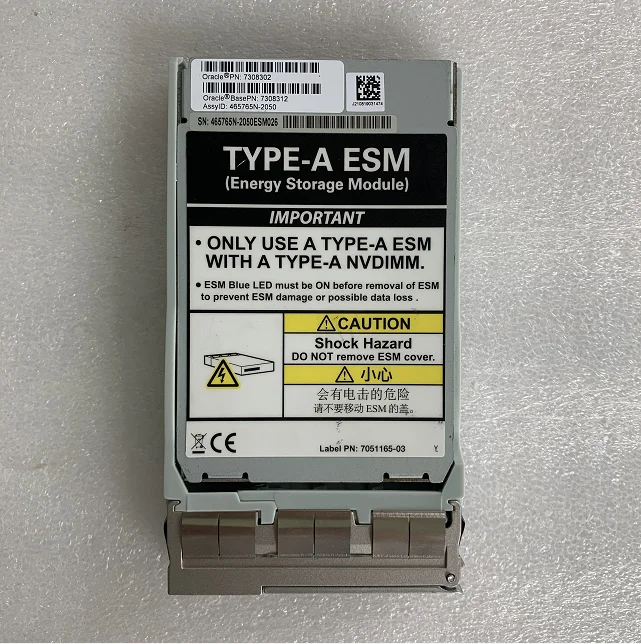 Oracle®PN: 7308302
Oracle®BasePN: 7308312
AssyID: 465765N-2050
J210819031474
SN: 465765N-2050ESM026
TYPE-A ESM
(Energy Storage Module)
IMPORTANT
• ONLY USE A TYPE-A ESM
WITH A TYPE-A NVDIMM.
• ESM Blue LED must be ON before removal of ESM
to prevent ESM damage or possible data loss .
CAUTION
Shock Hazard
DO NOT remove ESM cover.
小心
会有电击的危险
请不要移动 ESM 的盖。
CE
Label PN: 7051165-03